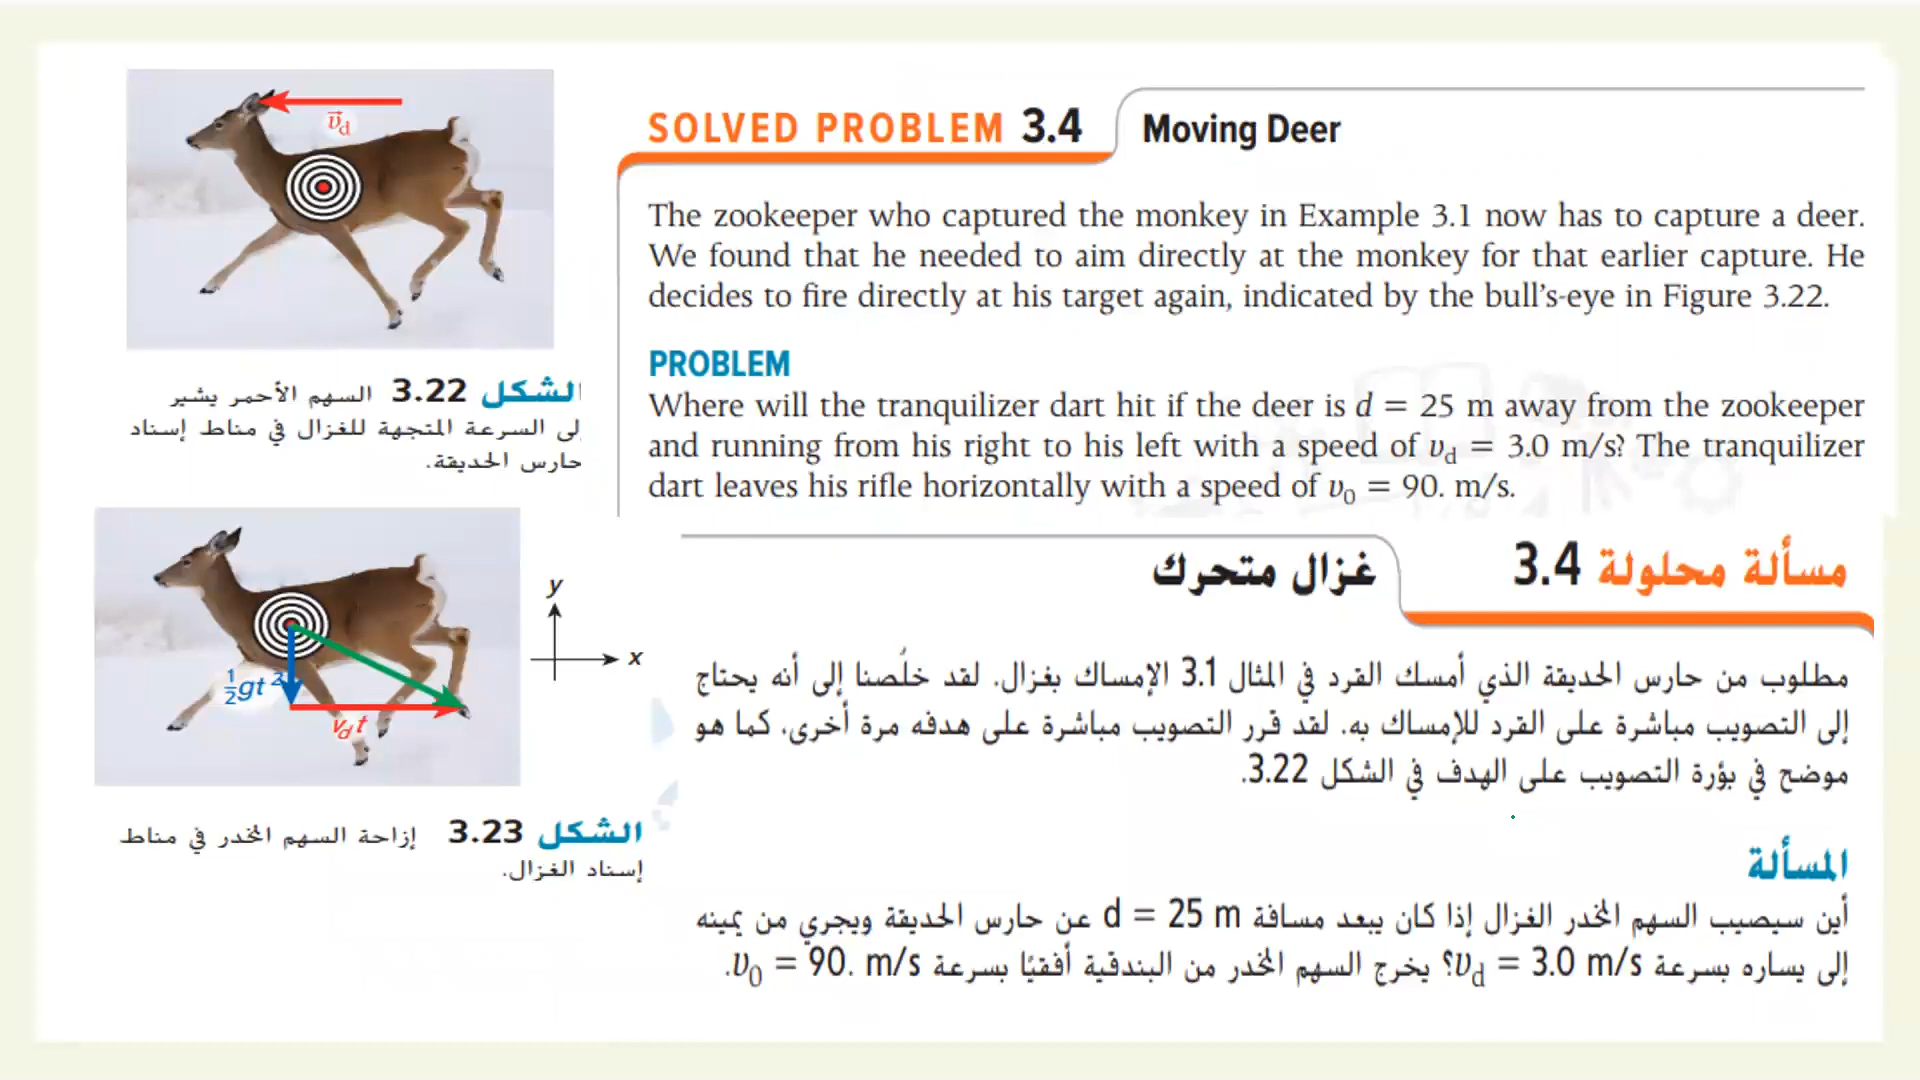 SOLVED PROBLEM 3.4 Moving Deer
The zookeeper who captured the monkey in Example 3.1 now has to capture a deer.
We found that he needed to aim directly at the monkey for that earlier capture. He
decides to fire directly at his target again, indicated by the bull's-eye in Figure 3.22.
PROBLEM
Where will the tranquilizer dart hit if the deer is d = 25 m away from the zookeeper
and running from his right to his left with a speed of v_d = 3.0 m/s? The tranquilizer
dart leaves his rifle horizontally with a speed of v_0 = 90. m/s.
v⃗_d
الشكل 3.22 السهم الأحمر يشير
إلى السرعة المتجهة للغزال في مناط إسناد
حارس الحديقة.
½gt²
v_d t
y
x
الشكل 3.23 إزاحة السهم المخدر في مناط
إسناد الغزال.
مسألة محلولة 3.4 غزال متحرك
مطلوب من حارس الحديقة الذي أمسك القرد في المثال 3.1 الإمساك بغزال. لقد خلُصنا إلى أنه يحتاج
إلى التصويب مباشرة على القرد للإمساك به. لقد قرر التصويب مباشرة على هدفه مرة أخرى، كما هو
موضح في بؤرة التصويب على الهدف في الشكل 3.22.
المسألة
أين سيصيب السهم المخدر الغزال إذا كان يبعد مسافة d = 25 m عن حارس الحديقة ويجري من يمينه
إلى يساره بسرعة v_d = 3.0 m/s؟ يخرج السهم المخدر من البندقية أفقيًا بسرعة v_0 = 90. m/s.